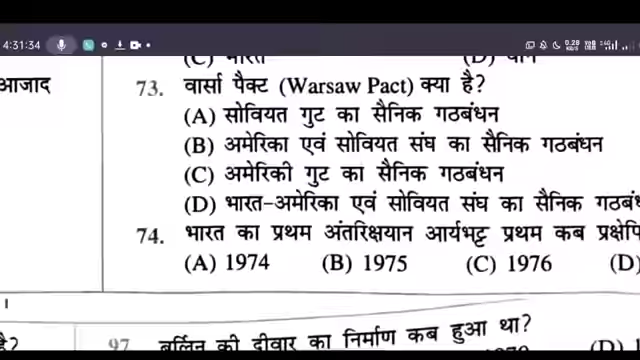 4:31:34
आजाद
(C) भारत
73. वार्सा पैक्ट (Warsaw Pact) क्या है?
(A) सोवियत गुट का सैनिक गठबंधन
(B) अमेरिका एवं सोवियत संघ का सैनिक गठबंधन
(C) अमेरिकी गुट का सैनिक गठबंधन
(D) भारत-अमेरिका एवं सोवियत संघ का सैनिक
74. भारत का प्रथम अंतरिक्षयान आर्यभट्ट प्रथम कब
(A) 1974 (B) 1975 (C) 1976 (D)
97. बर्लिन की दीवार का निर्माण कब हुआ था?